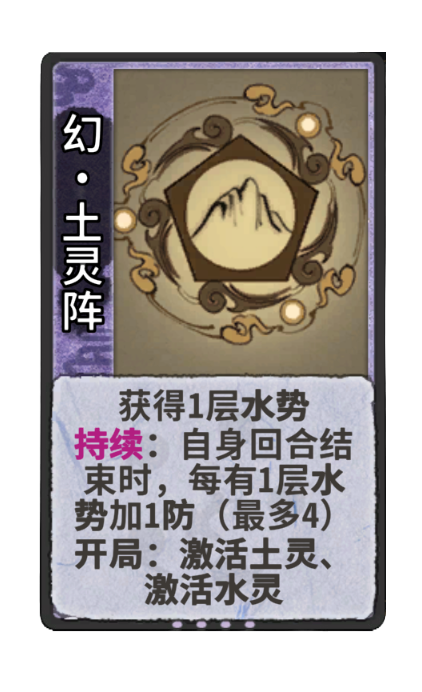 幻·土灵阵
获得1层水势
持续：自身回合结
束时，每有1层水
势加1防（最多4）
开局：激活土灵、
激活水灵